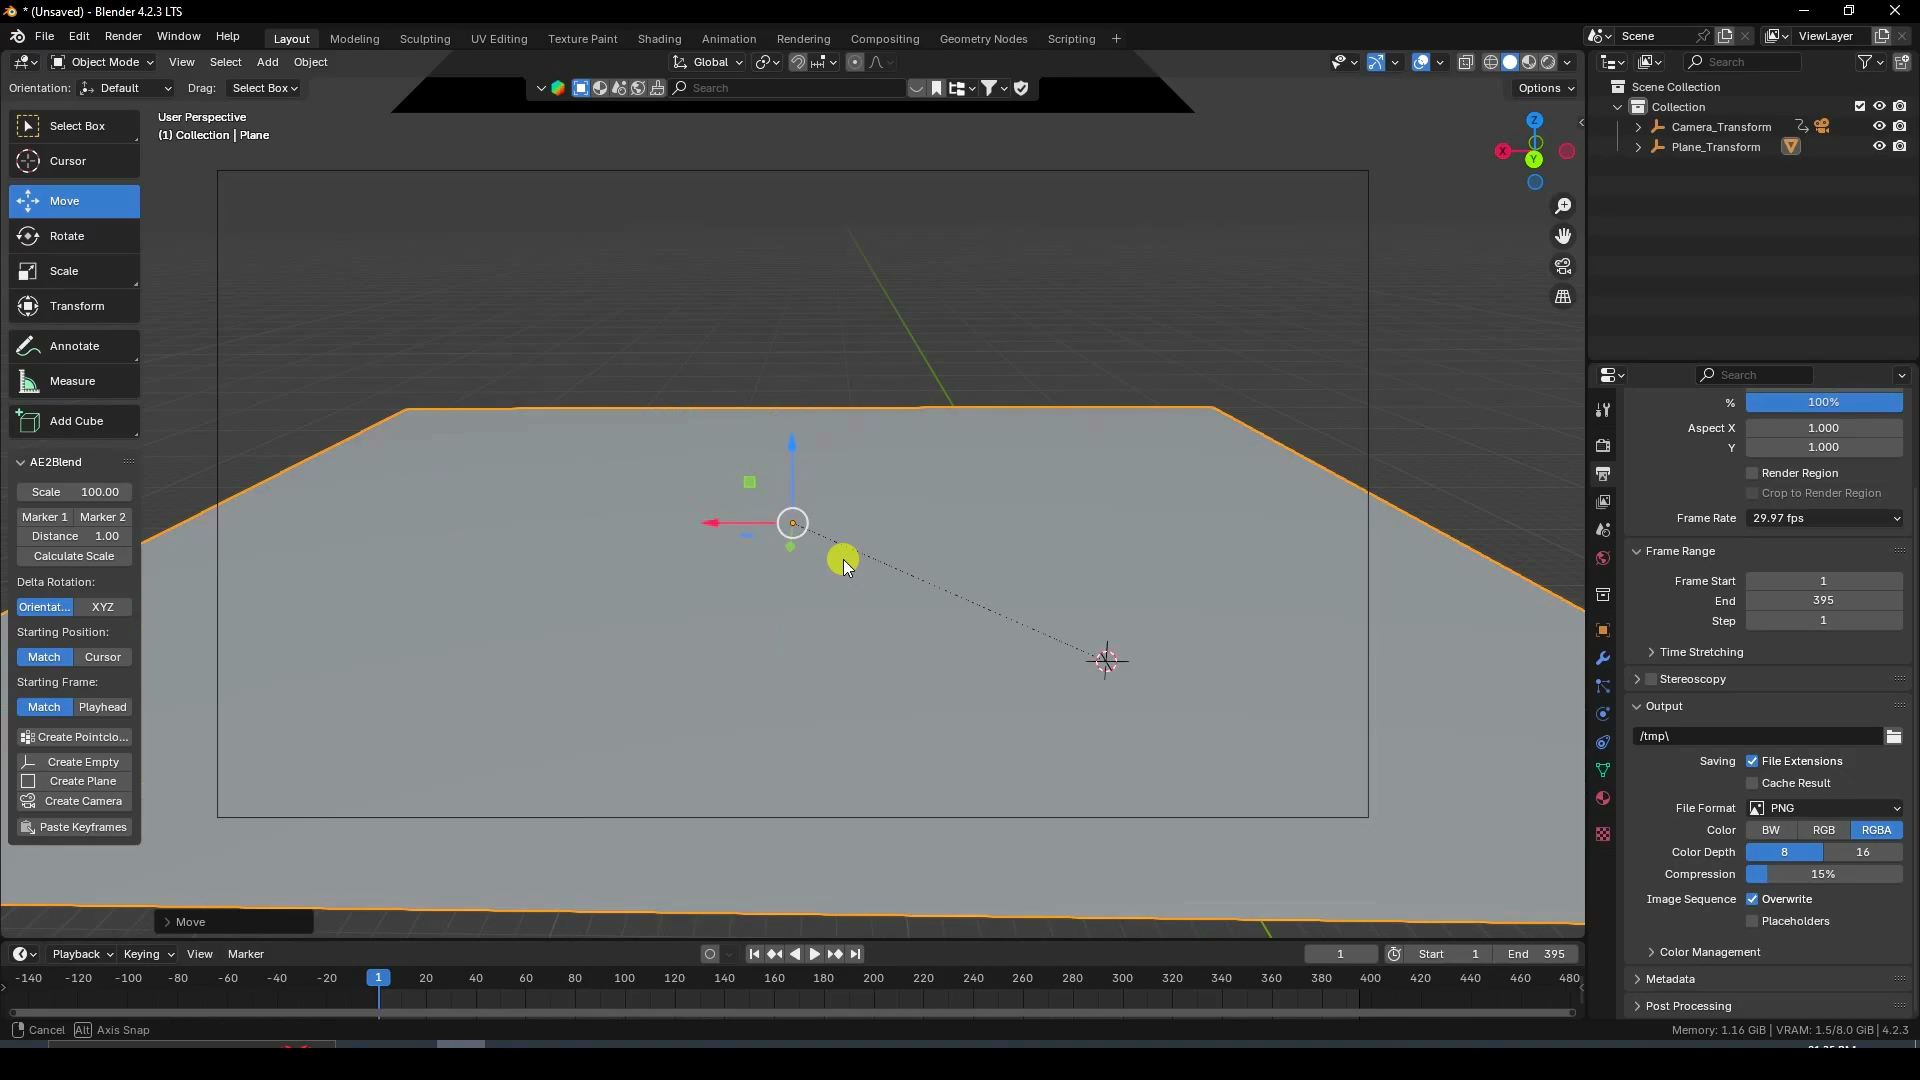 * (Unsaved) - Blender 4.2.3 LTS
File Edit Render Window Help
Layout Modeling Sculpting UV Editing Texture Paint Shading Animation Rendering Compositing Geometry Nodes Scripting +
Scene ViewLayer
Object Mode View Select Add Object Global
Search
Orientation: Default Drag: Select Box
Search
Options
Scene Collection
Collection
Camera_Transform
Plane_Transform
User Perspective
(1) Collection | Plane
Z
X
Y
Select Box
Cursor
Move
Rotate
Scale
Transform
Annotate
Measure
Add Cube
AE2Blend
Scale 100.00
Marker 1 Marker 2
Distance 1.00
Calculate Scale
Delta Rotation:
Orientat... XYZ
Starting Position:
Match Cursor
Starting Frame:
Match Playhead
Create Pointclo...
Create Empty
Create Plane
Create Camera
Paste Keyframes
Move
Search
% 100%
Aspect X 1.000
Y 1.000
Render Region
Crop to Render Region
Frame Rate 29.97 fps
Frame Range
Frame Start 1
End 395
Step 1
Time Stretching
Stereoscopy
Output
/tmp\
Saving File Extensions
Cache Result
File Format PNG
Color BW RGB RGBA
Color Depth 8 16
Compression 15%
Image Sequence Overwrite
Placeholders
Color Management
Metadata
Post Processing
Playback Keying View Marker
1 Start 1 End 395
-140 -120 -100 -80 -60 -40 -20 1 20 40 60 80 100 120 140 160 180 200 220 240 260 280 300 320 340 360 380 400 420 440 460 480
Cancel Alt Axis Snap
Memory: 1.16 GiB | VRAM: 1.5/8.0 GiB | 4.2.3